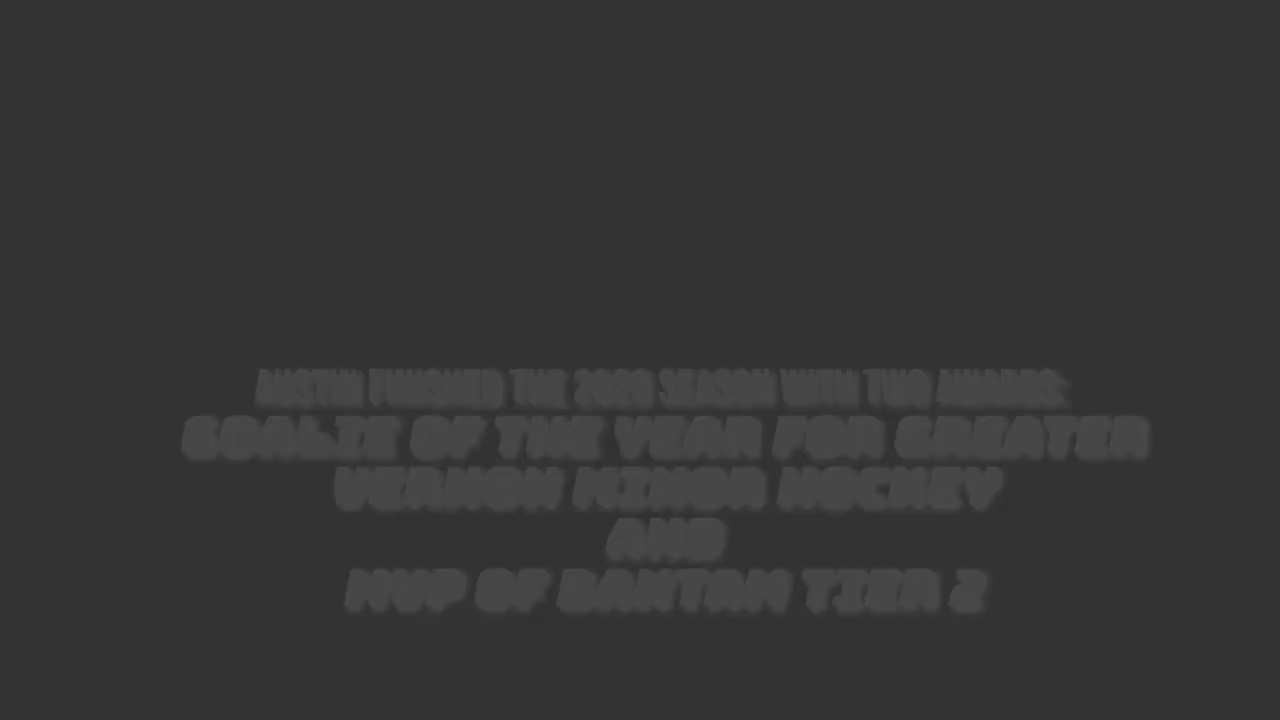 AUSTIN FINISHED THE 2020 SEASON WITH TWO AWARDS:
GOALIE OF THE YEAR FOR GREATER
VERNON MINOR HOCKEY
AND
MVP OF BANTAM TIER 2